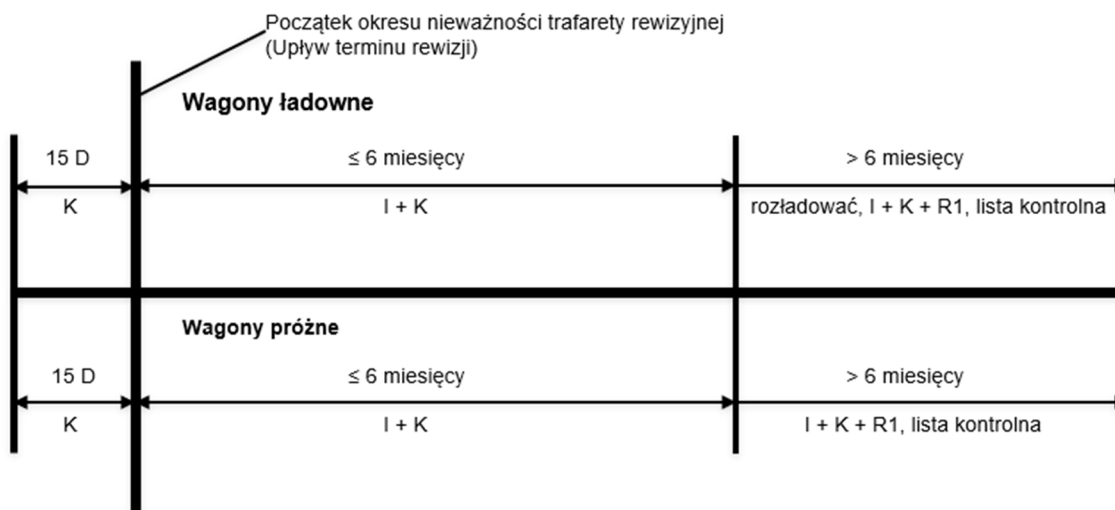 Początek okresu nieważności trafarety rewizyjnej
(Upływ terminu rewizji)
Wagony ładowne
15 D
≤ 6 miesięcy
> 6 miesięcy
K
I + K
rozładować, I + K + R1, lista kontrolna
Wagony próżne
15 D
≤ 6 miesięcy
> 6 miesięcy
K
I + K
I + K + R1, lista kontrolna